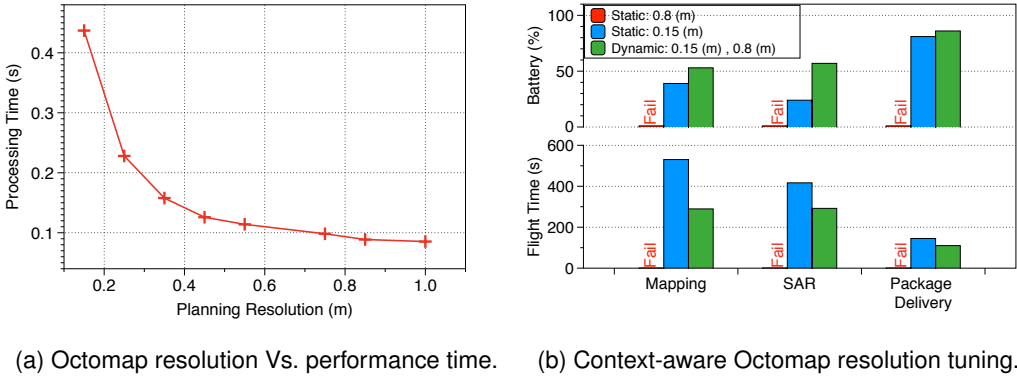 0.4
0.3
0.2
0.1
Processing Time (s)
0.2 0.4 0.6 0.8 1.0
Planning Resolution (m)
(a) Octomap resolution Vs. performance time.
Static: 0.8 (m)
Static: 0.15 (m)
Dynamic: 0.15 (m) , 0.8 (m)
100
50
0
Battery (%)
Fail Fail Fail
600
400
200
0
Flight Time (s)
Fail Fail Fail
Mapping SAR Package
Delivery
(b) Context-aware Octomap resolution tuning.